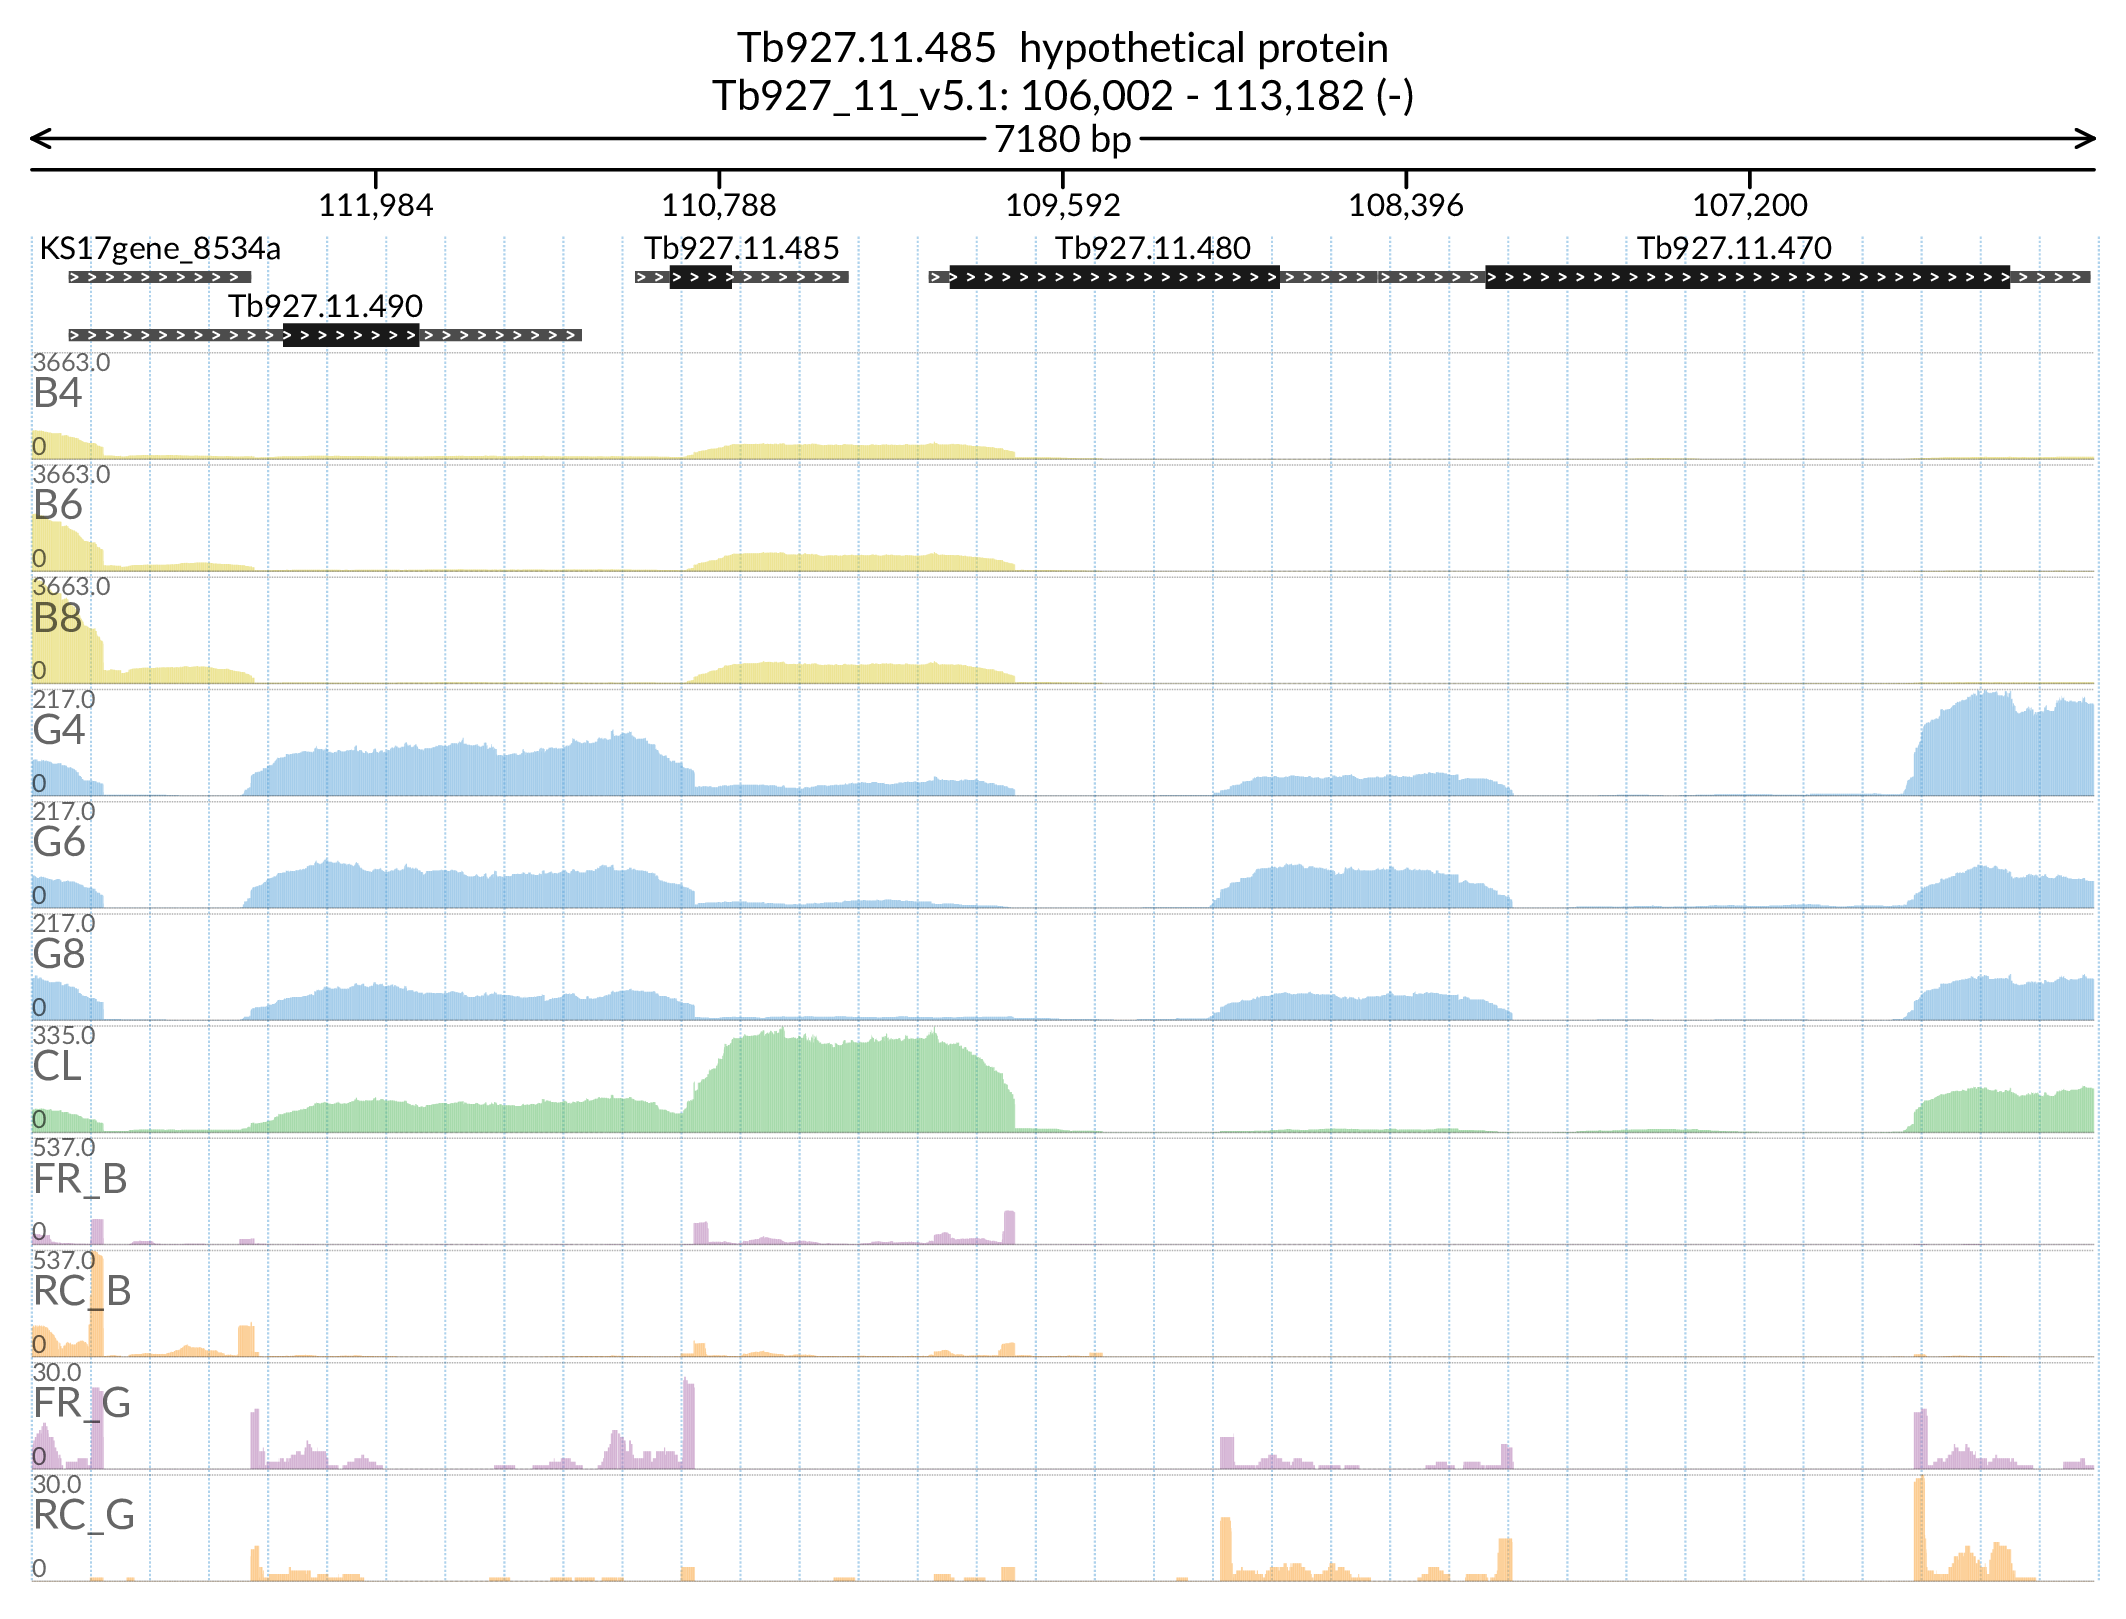 Tb927.11.485 hypothetical protein
Tb927_11_v5.1: 106,002 - 113,182 (-)
7180 bp
111,984 110,788 109,592 108,396 107,200
KS17gene_8534a Tb927.11.485 Tb927.11.480 Tb927.11.470
Tb927.11.490
3663.0
B4
0
3663.0
B6
0
3663.0
B8
0
217.0
G4
0
217.0
G6
0
217.0
G8
0
335.0
CL
0
537.0
FR_B
0
537.0
RC_B
0
30.0
FR_G
0
30.0
RC_G
0